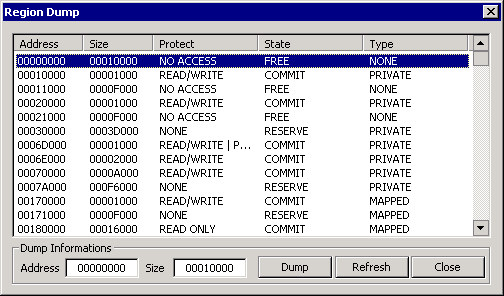 Region Dump
Address Size Protect State Type
00000000 00010000 NO ACCESS FREE NONE
00010000 00001000 READ/WRITE COMMIT PRIVATE
00011000 0000F000 NO ACCESS FREE NONE
00020000 00001000 READ/WRITE COMMIT PRIVATE
00021000 0000F000 NO ACCESS FREE NONE
00030000 0003D000 NONE RESERVE PRIVATE
0006D000 00001000 READ/WRITE | P... COMMIT PRIVATE
0006E000 00002000 READ/WRITE COMMIT PRIVATE
00070000 0000A000 READ/WRITE COMMIT PRIVATE
0007A000 000F6000 NONE RESERVE PRIVATE
00170000 00001000 READ/WRITE COMMIT MAPPED
00171000 0000F000 NONE RESERVE MAPPED
00180000 00016000 READ ONLY COMMIT MAPPED
Dump Informations
Address 00000000 Size 00010000 Dump Refresh Close